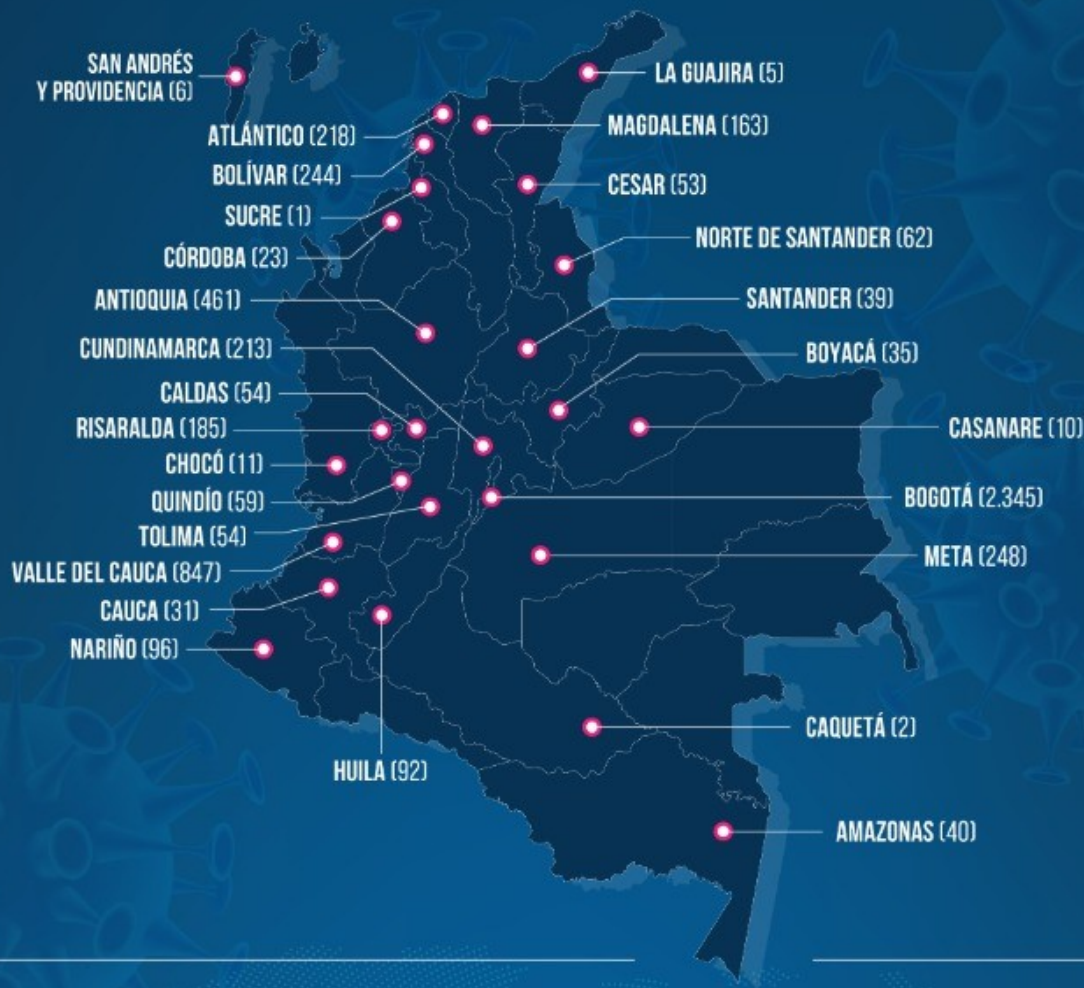 SAN ANDRÉS
Y PROVIDENCIA (6)
ATLÁNTICO (218)
BOLÍVAR (244)
SUCRE (1)
CÓRDOBA (23)
ANTIOQUIA (461)
CUNDINAMARCA (213)
CALDAS (54)
RISARALDA (185)
CHOCÓ (11)
QUINDÍO (59)
TOLIMA (54)
VALLE DEL CAUCA (847)
CAUCA (31)
NARIÑO (96)
HUILA (92)
LA GUAJIRA (5)
MAGDALENA (163)
CESAR (53)
NORTE DE SANTANDER (62)
SANTANDER (39)
BOYACÁ (35)
CASANARE (10)
BOGOTÁ (2.345)
META (248)
CAQUETÁ (2)
AMAZONAS (40)